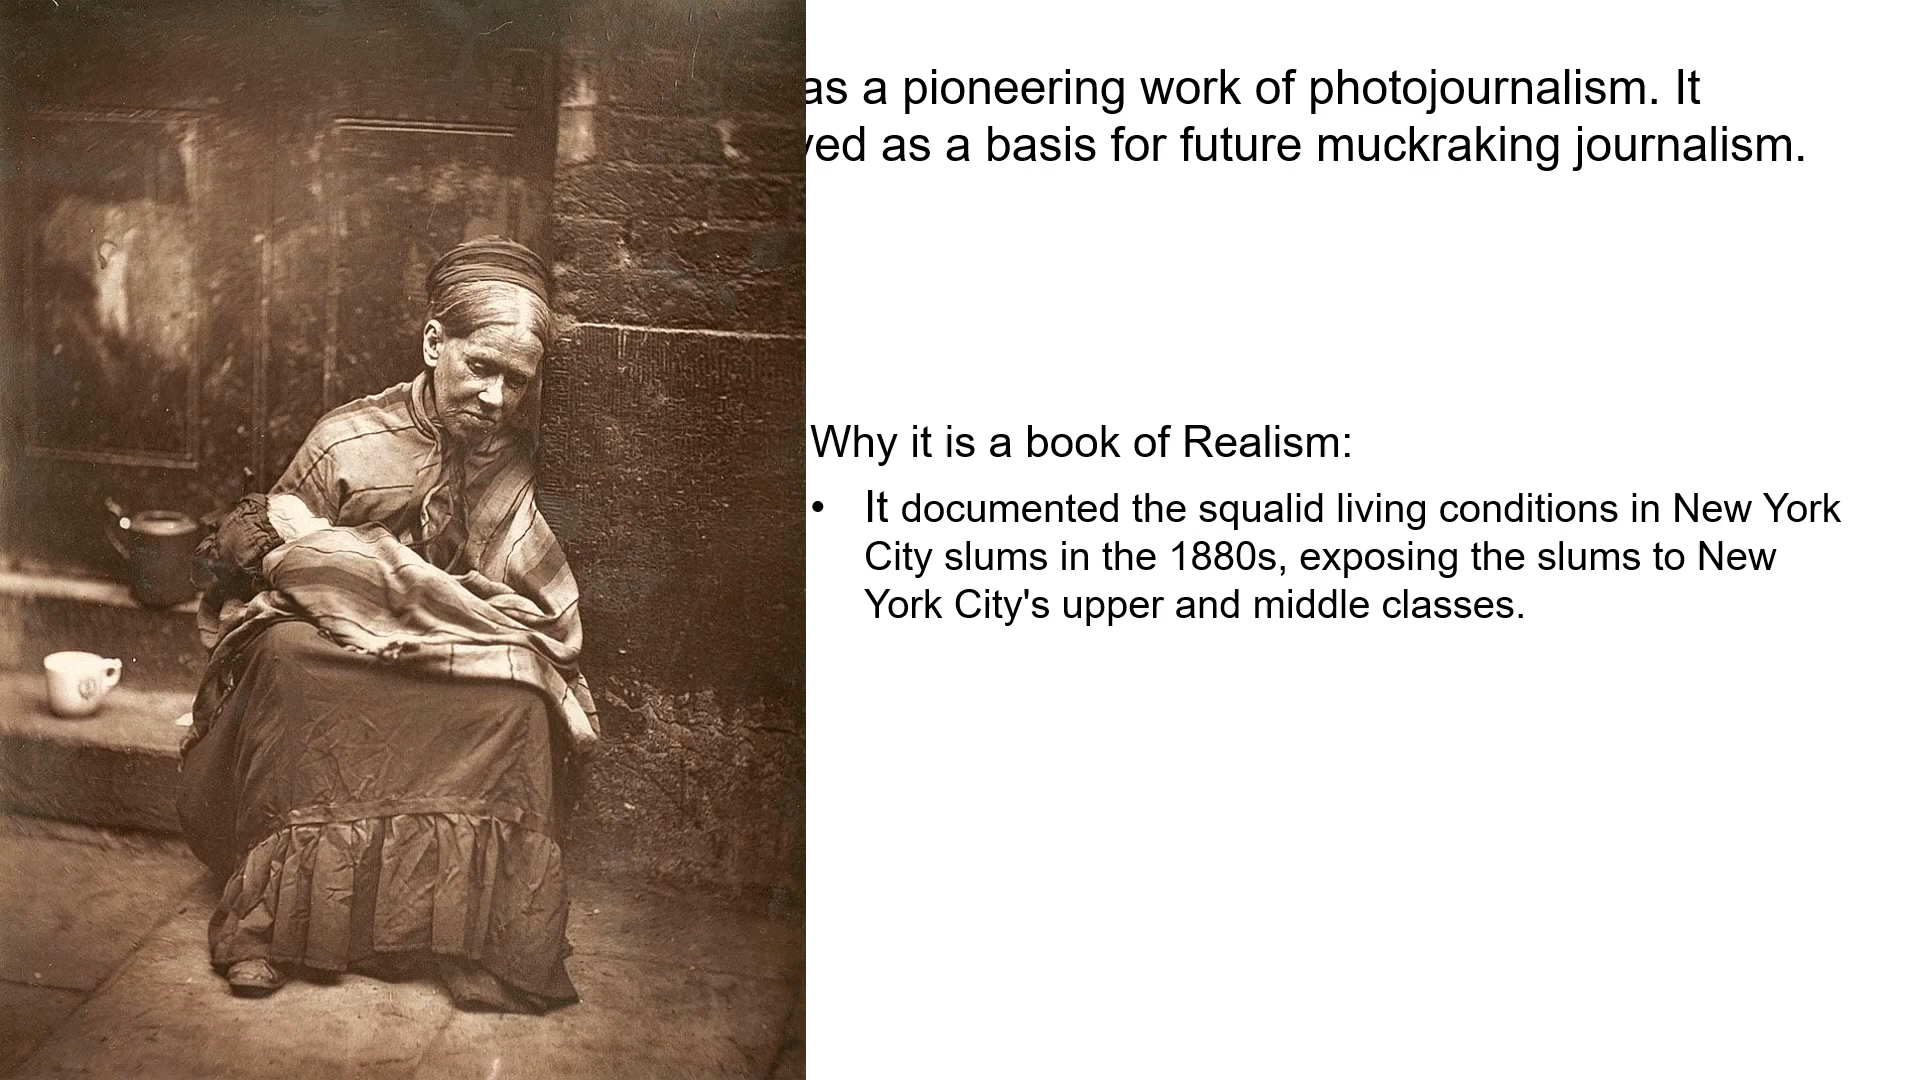 as a pioneering work of photojournalism. It
ved as a basis for future muckraking journalism.
Why it is a book of Realism:
• It documented the squalid living conditions in New York
City slums in the 1880s, exposing the slums to New
York City's upper and middle classes.